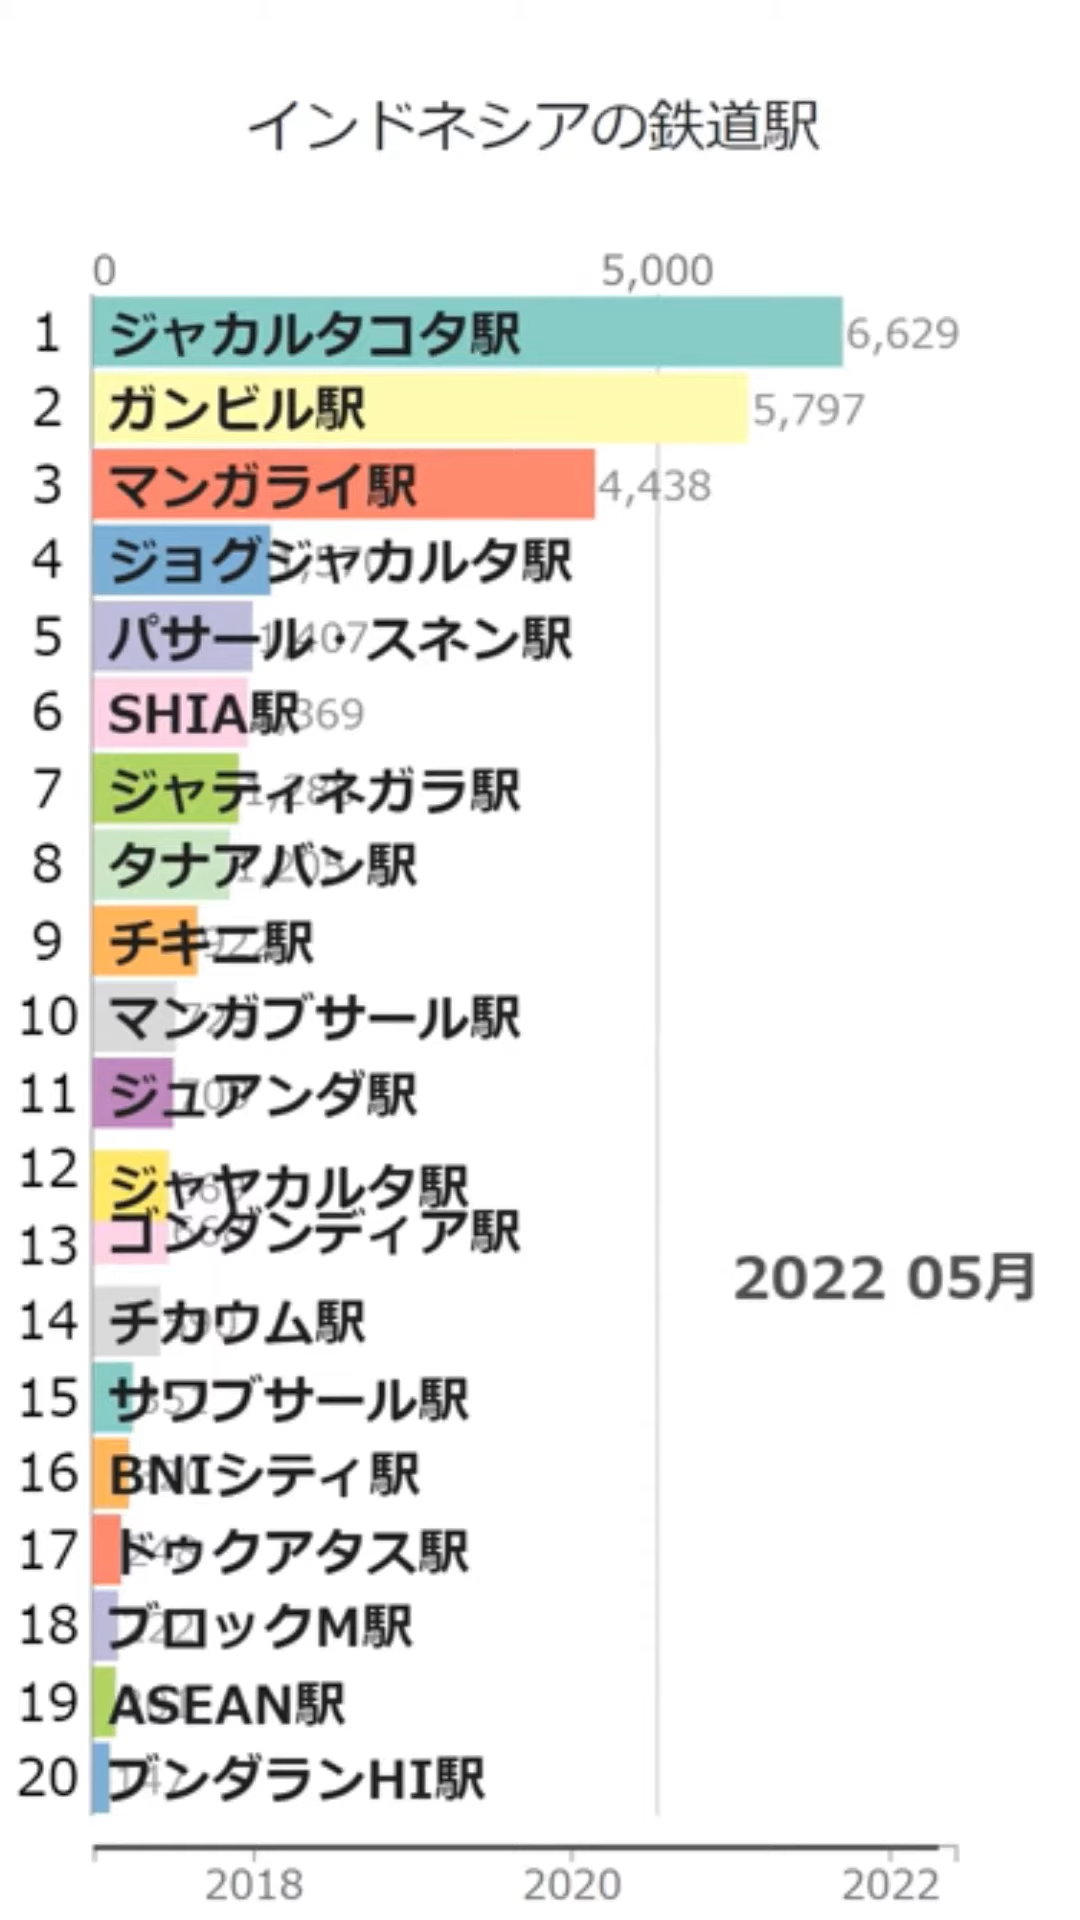 インドネシアの鉄道駅
0 5,000
1 ジャカルタコタ駅 6,629
2 ガンビル駅 5,797
3 マンガライ駅 4,438
4 ジョグジャカルタ駅
5 パサール・スネン駅 1,407
6 SHIA駅 1,369
7 ジャティネガラ駅
8 タナアバン駅 1,205
9 チキニ駅 922
10 マンガブサール駅
11 ジュアンダ駅
12 ジャヤカルタ駅
13 ゴンダンディア駅
2022 05月
14 チカウム駅
15 サワブサール駅
16 BNIシティ駅
17 ドゥクアタス駅
18 ブロックM駅
19 ASEAN駅
20 ブンダランHI駅
2018 2020 2022